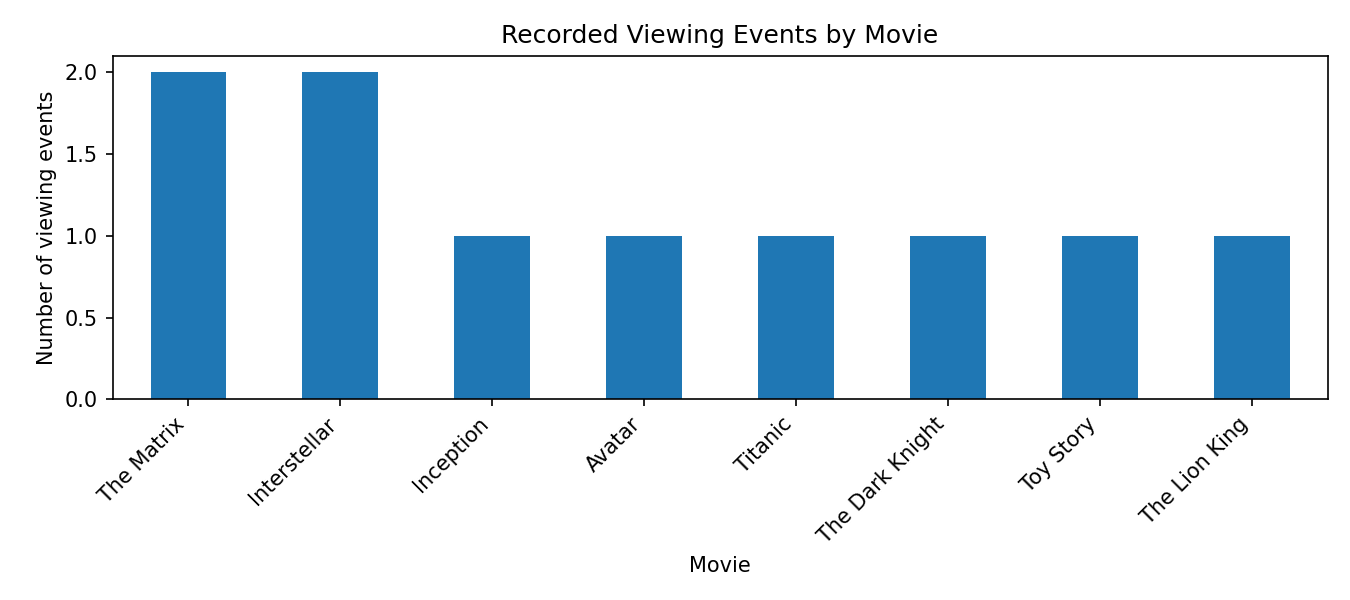 Recorded Viewing Events by Movie
Number of viewing events
2.0
1.5
1.0
0.5
0.0
The Matrix
Interstellar
Inception
Avatar
Titanic
The Dark Knight
Toy Story
The Lion King
Movie